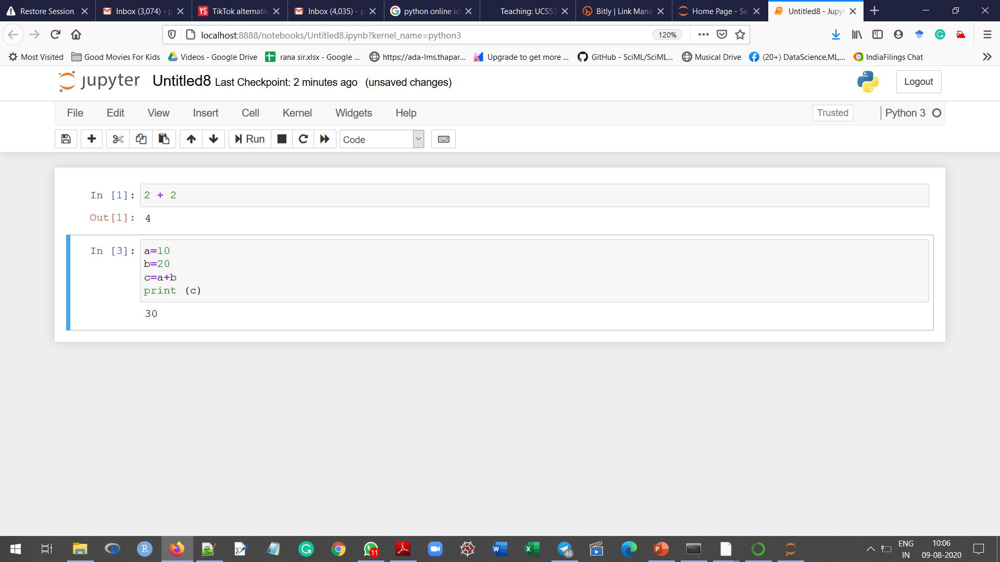 Restore Session
Inbox (3,074) - p
YS TikTok alternativ
Inbox (4,035) - p
python online id
Teaching: UCS53
Bitly | Link Mana
Home Page - Sel
Untitled8 - Jupyt
localhost:8888/notebooks/Untitled8.ipynb?kernel_name=python3
120%
Most Visited
Good Movies For Kids
Videos - Google Drive
rana sir.xlsx - Google ...
https://ada-lms.thapar...
Upgrade to get more ...
GitHub - SciML/SciML...
Musical Drive
(20+) DataScience,ML,...
IndiaFilings Chat
jupyter Untitled8 Last Checkpoint: 2 minutes ago (unsaved changes)
Logout
File Edit View Insert Cell Kernel Widgets Help
Trusted
Python 3
Run
Code
In [1]: 2 + 2
Out[1]: 4
In [3]: a=10
b=20
c=a+b
print (c)
30
11
46
ENG
IN
10:06
09-08-2020